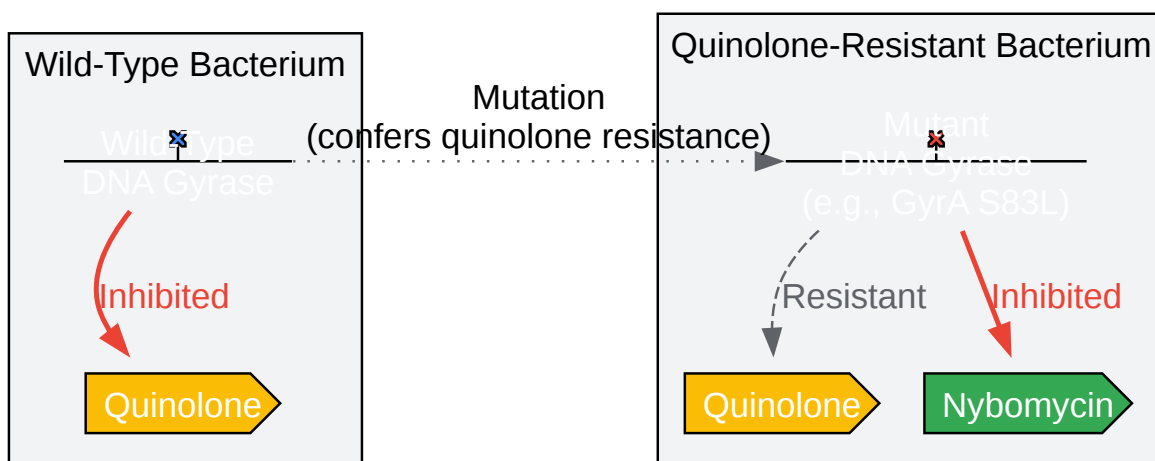 Wild-Type Bacterium
Wild-Type
DNA Gyrase
Inhibited
Quinolone
Mutation
(confers quinolone resistance)
Quinolone-Resistant Bacterium
Mutant
DNA Gyrase
(e.g., GyrA S83L)
Resistant
Inhibited
Quinolone
Nybomycin